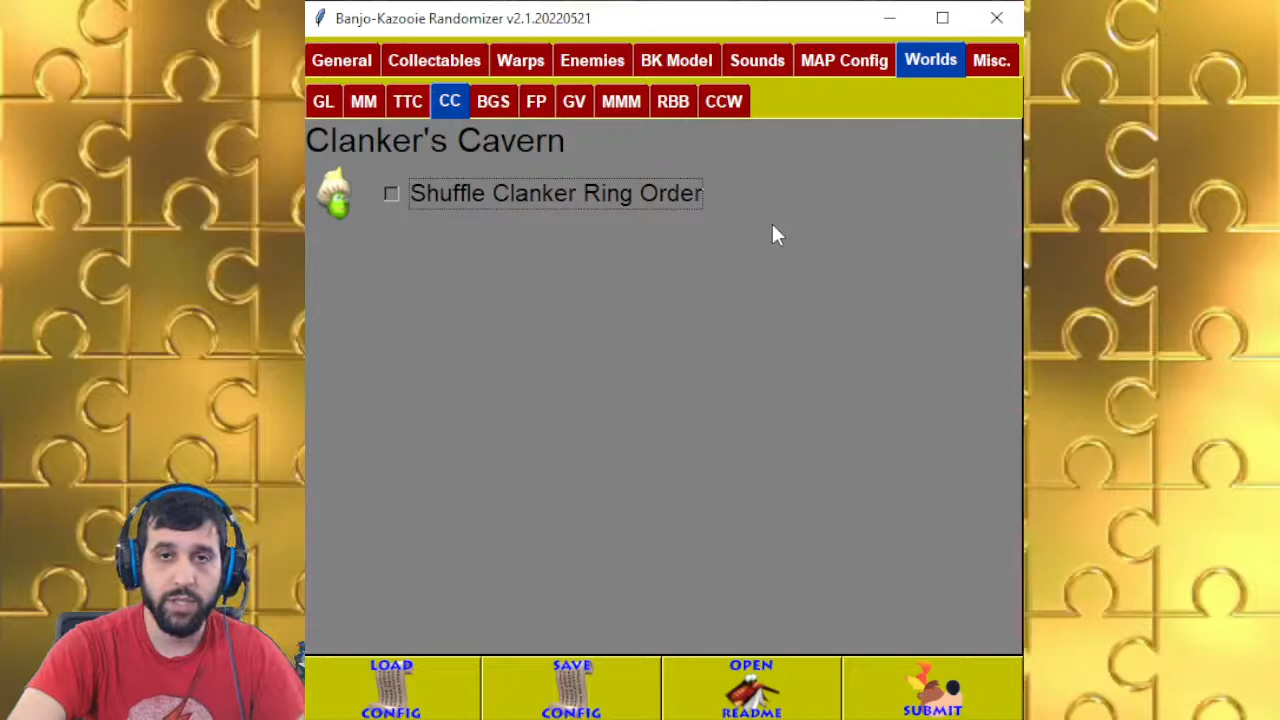 Banjo-Kazooie Randomizer v2.1.20220521
General Collectables Warps Enemies BK Model Sounds MAP Config Worlds Misc.
GL MM TTC CC BGS FP GV MMM RBB CCW
Clanker's Cavern
Shuffle Clanker Ring Order
LOAD CONFIG
SAVE CONFIG
OPEN README
SUBMIT